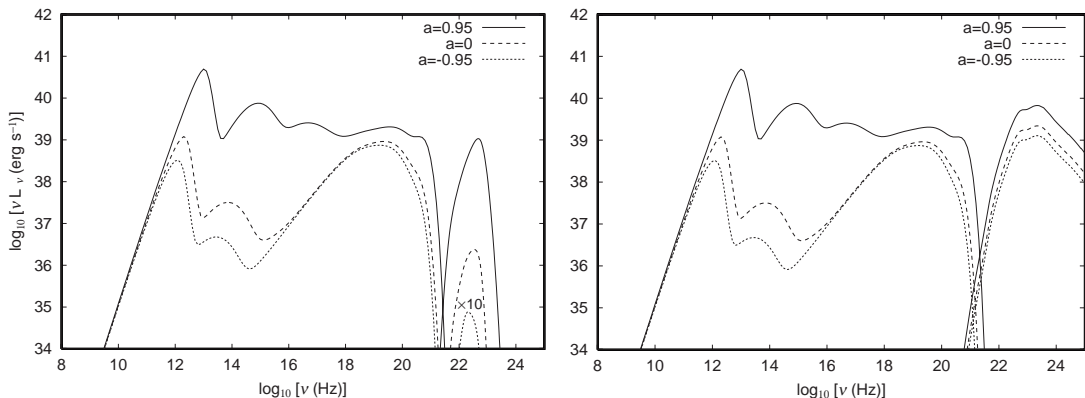 42
41
40
39
38
37
36
35
34
8 10 12 14 16 18 20 22 24
log₁₀ [ν L ν (erg s⁻¹)]
log₁₀ [ν (Hz)]
a=0.95
a=0
a=-0.95
×10
42
41
40
39
38
37
36
35
34
8 10 12 14 16 18 20 22 24
log₁₀ [ν (Hz)]
a=0.95
a=0
a=-0.95